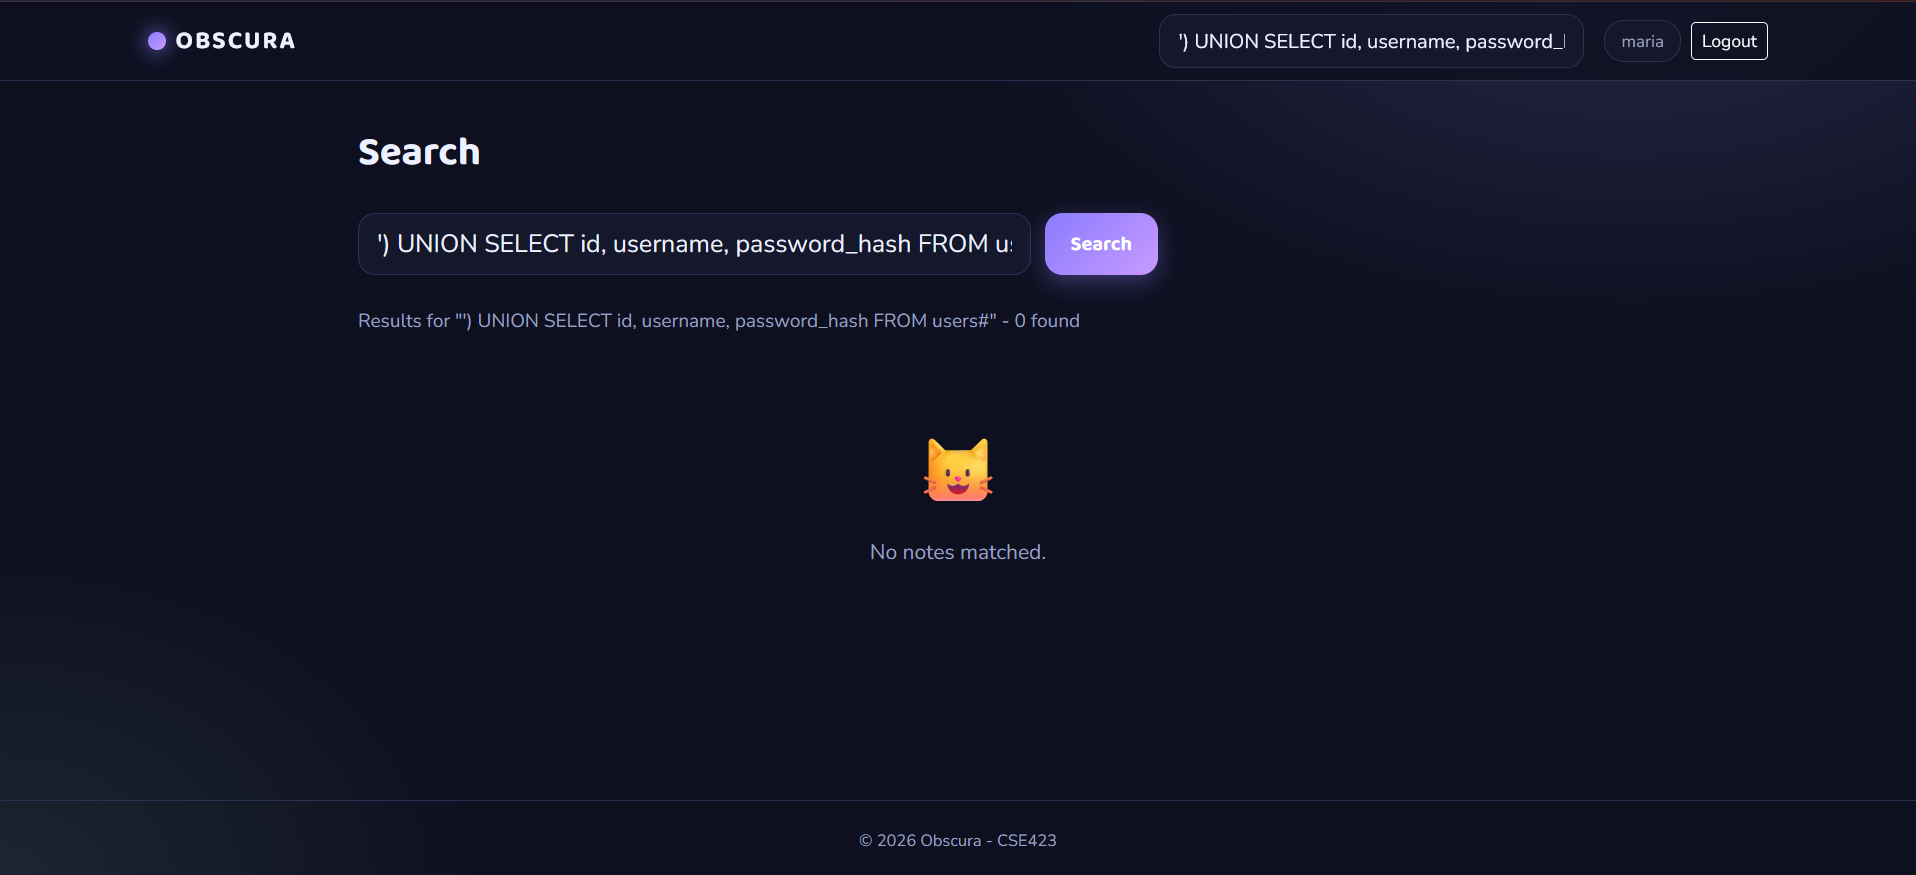 OBSCURA
') UNION SELECT id, username, password_
maria
Logout
Search
') UNION SELECT id, username, password_hash FROM us
Search
Results for "') UNION SELECT id, username, password_hash FROM users#" - 0 found
No notes matched.
© 2026 Obscura - CSE423